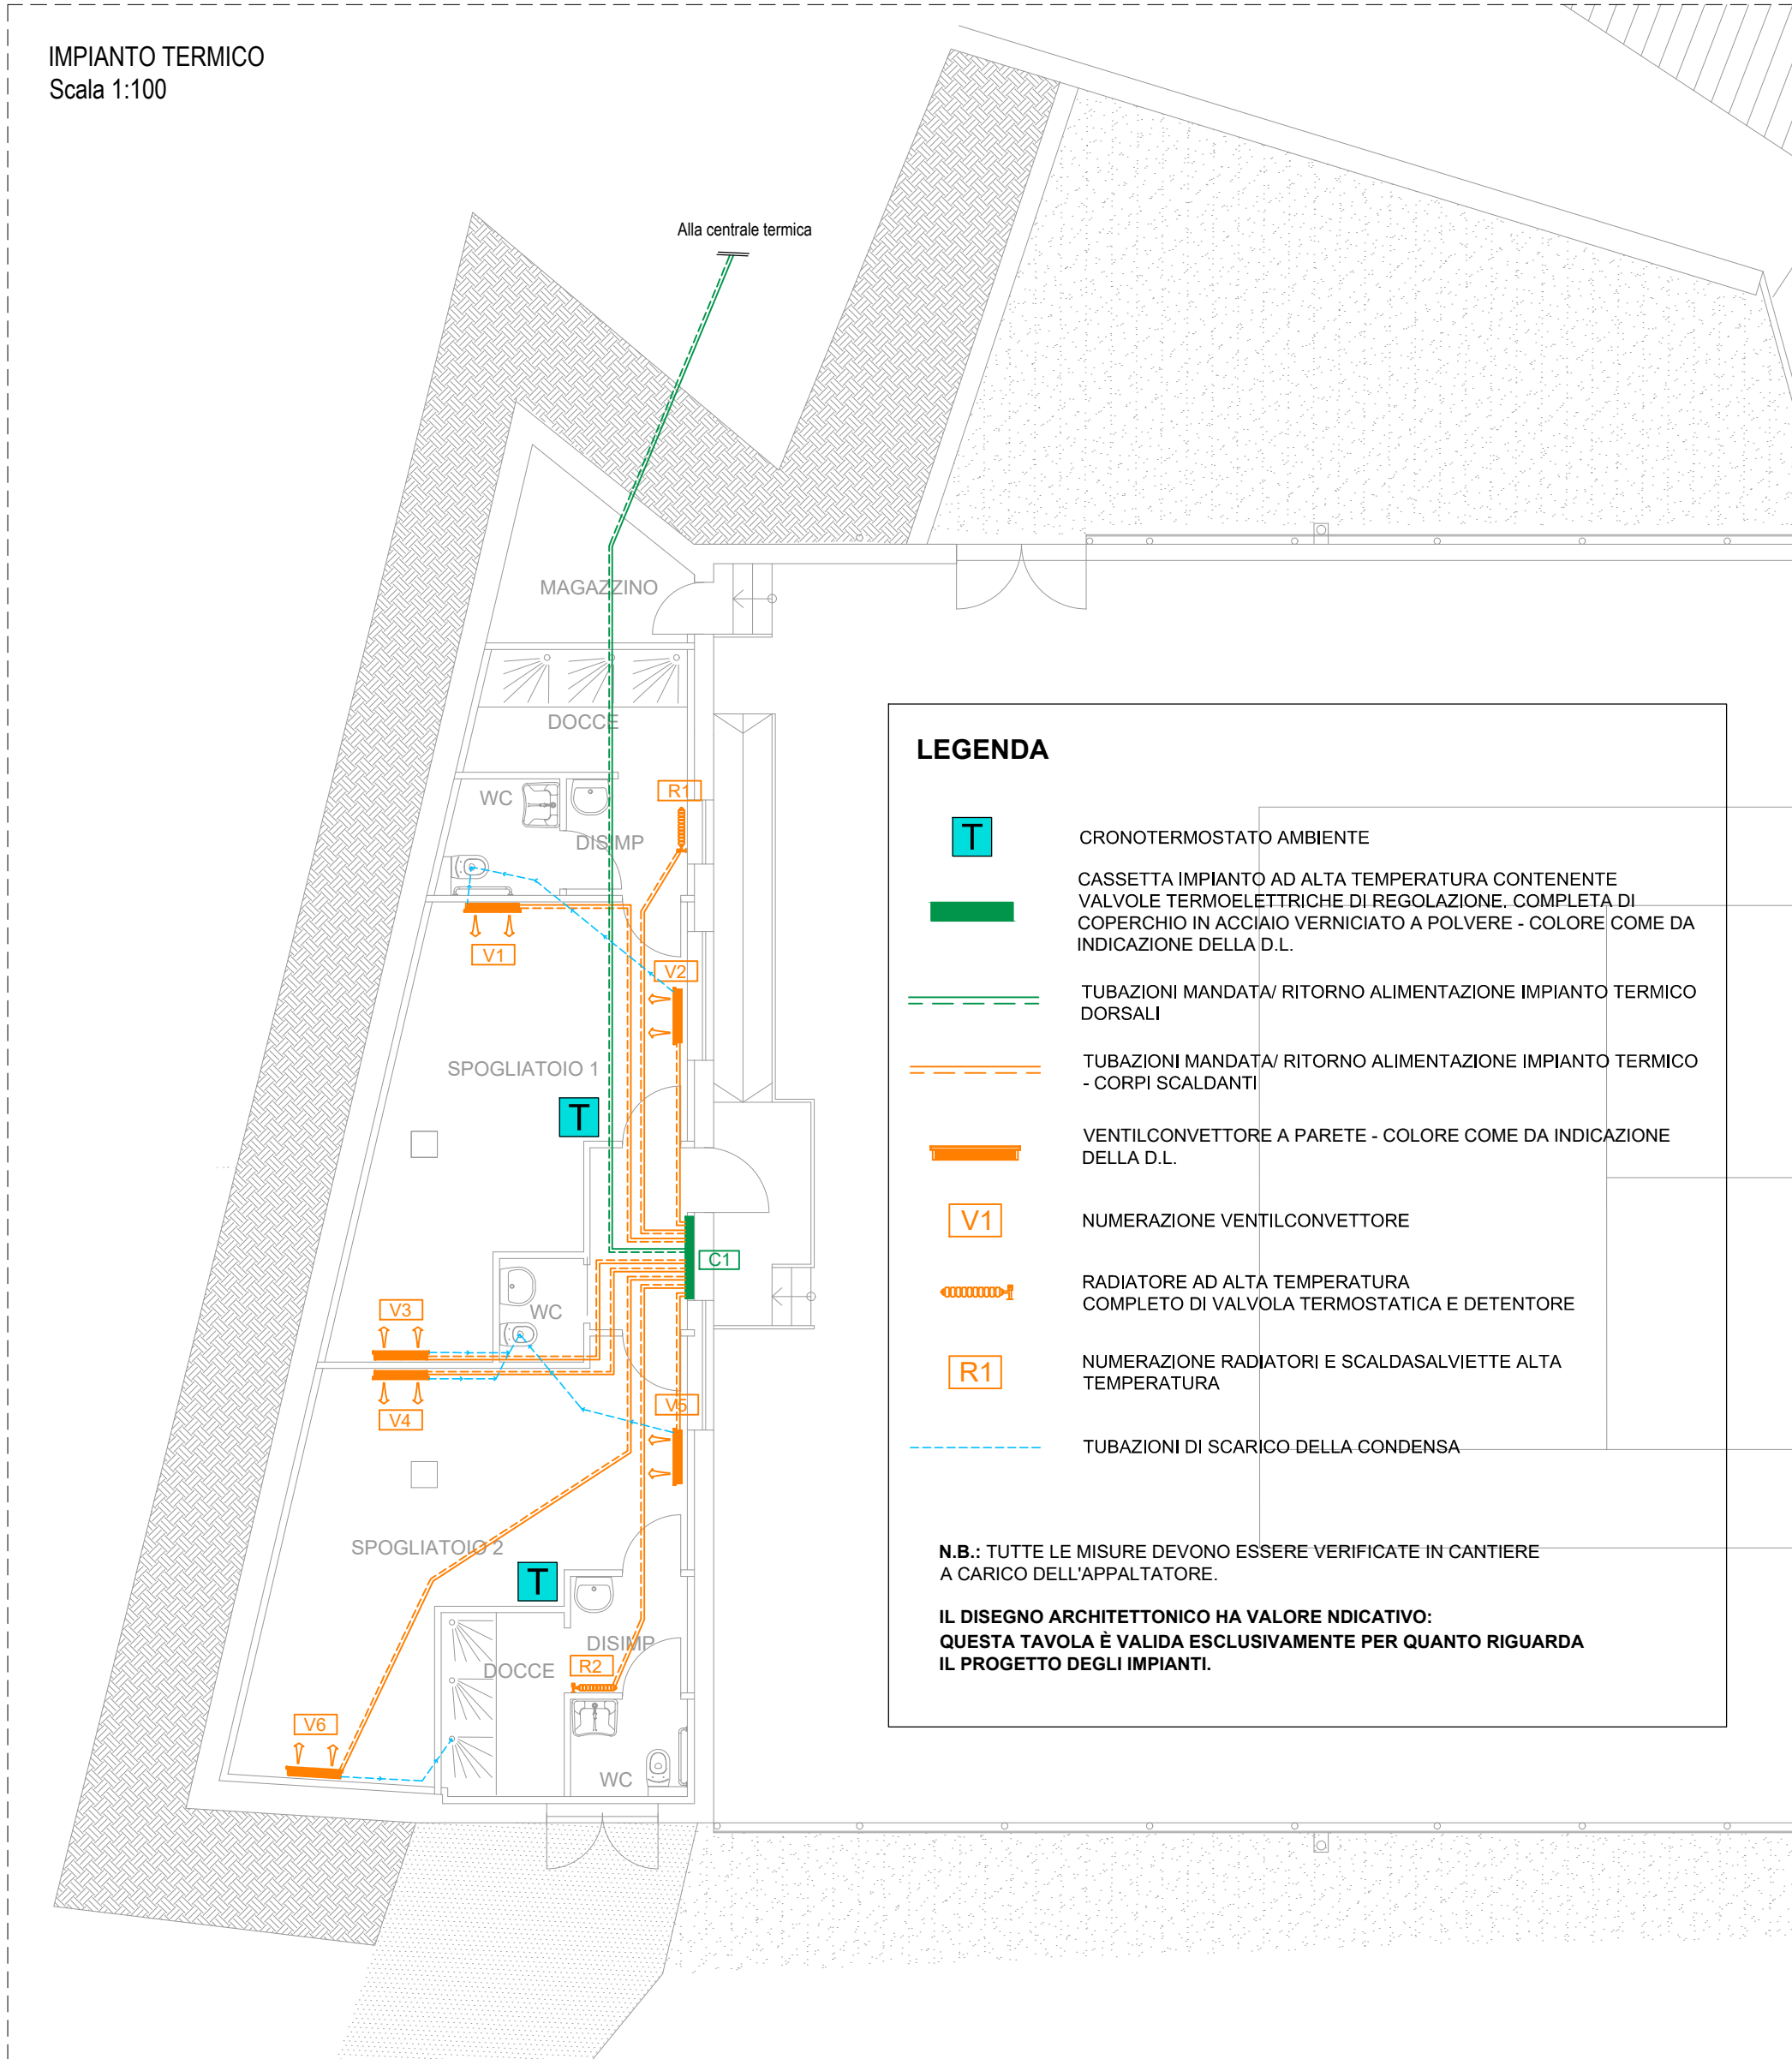 IMPIANTO TERMICO
Scala 1:100
Alla centrale termica
MAGAZZINO
DOCCE
WC
R1
DISIMP
V1
V2
SPOGLIATOIO 1
T
C1
V3
WC
V4
V5
SPOGLIATOIO 2
T
DISIMP
R2
DOCCE
V6
WC
LEGENDA
T
CRONOTERMOSTATO AMBIENTE
CASSETTA IMPIANTO AD ALTA TEMPERATURA CONTENENTE
VALVOLE TERMOELETTRICHE DI REGOLAZIONE. COMPLETA DI
COPERCHIO IN ACCIAIO VERNICIATO A POLVERE - COLORE COME DA
INDICAZIONE DELLA D.L.
TUBAZIONI MANDATA/ RITORNO ALIMENTAZIONE IMPIANTO TERMICO
DORSALI
TUBAZIONI MANDATA/ RITORNO ALIMENTAZIONE IMPIANTO TERMICO
- CORPI SCALDANTI
VENTILCONVETTORE A PARETE - COLORE COME DA INDICAZIONE
DELLA D.L.
V1
NUMERAZIONE VENTILCONVETTORE
RADIATORE AD ALTA TEMPERATURA
COMPLETO DI VALVOLA TERMOSTATICA E DETENTORE
R1
NUMERAZIONE RADIATORI E SCALDASALVIETTE ALTA
TEMPERATURA
TUBAZIONI DI SCARICO DELLA CONDENSA
N.B.: TUTTE LE MISURE DEVONO ESSERE VERIFICATE IN CANTIERE
A CARICO DELL'APPALTATORE.
IL DISEGNO ARCHITETTONICO HA VALORE NDICATIVO:
QUESTA TAVOLA È VALIDA ESCLUSIVAMENTE PER QUANTO RIGUARDA
IL PROGETTO DEGLI IMPIANTI.